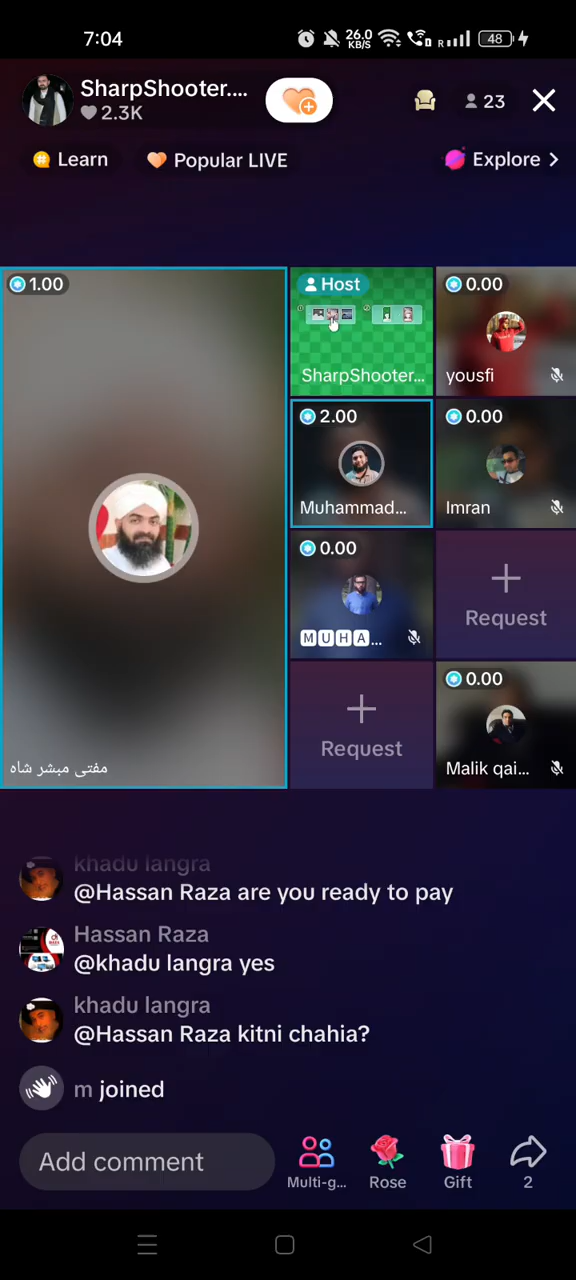 7:04
26.0
KB/S
R
48
SharpShooter....
2.3K
23
Learn
Popular LIVE
Explore
1.00
Host
0.00
SharpShooter...
yousfi
2.00
0.00
Muhammad...
Imran
0.00
🄼🅄🄷🄰...
Request
0.00
Request
Malik qai...
مفتی مبشر شاہ
khadu langra
@Hassan Raza are you ready to pay
Hassan Raza
@khadu langra yes
khadu langra
@Hassan Raza kitni chahia?
m joined
Add comment
Multi-g...
Rose
Gift
2